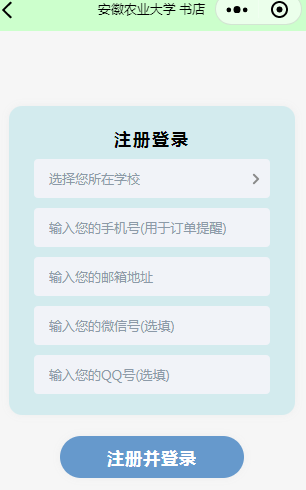 安徽农业大学 书店
注册登录
选择您所在学校
输入您的手机号(用于订单提醒)
输入您的邮箱地址
输入您的微信号(选填)
输入您的QQ号(选填)
注册并登录